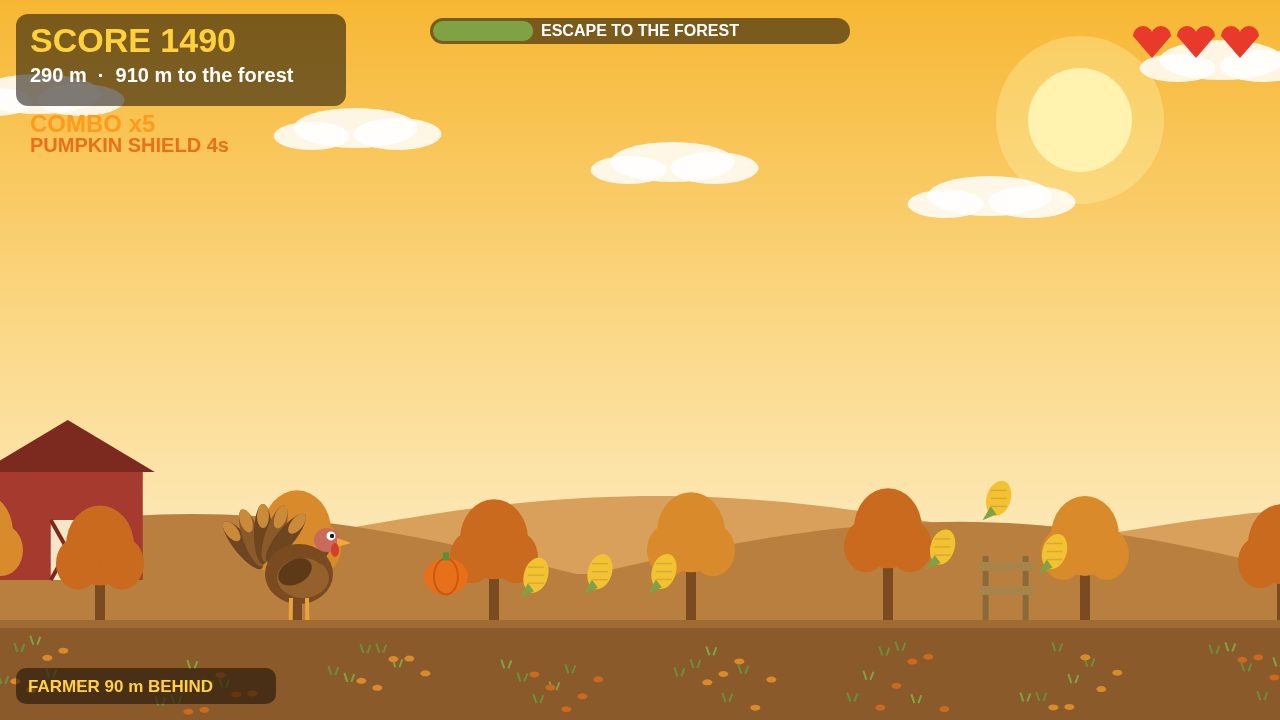 SCORE 1490
ESCAPE TO THE FOREST
290 m · 910 m to the forest
COMBO x5
PUMPKIN SHIELD 4s
FARMER 90 m BEHIND